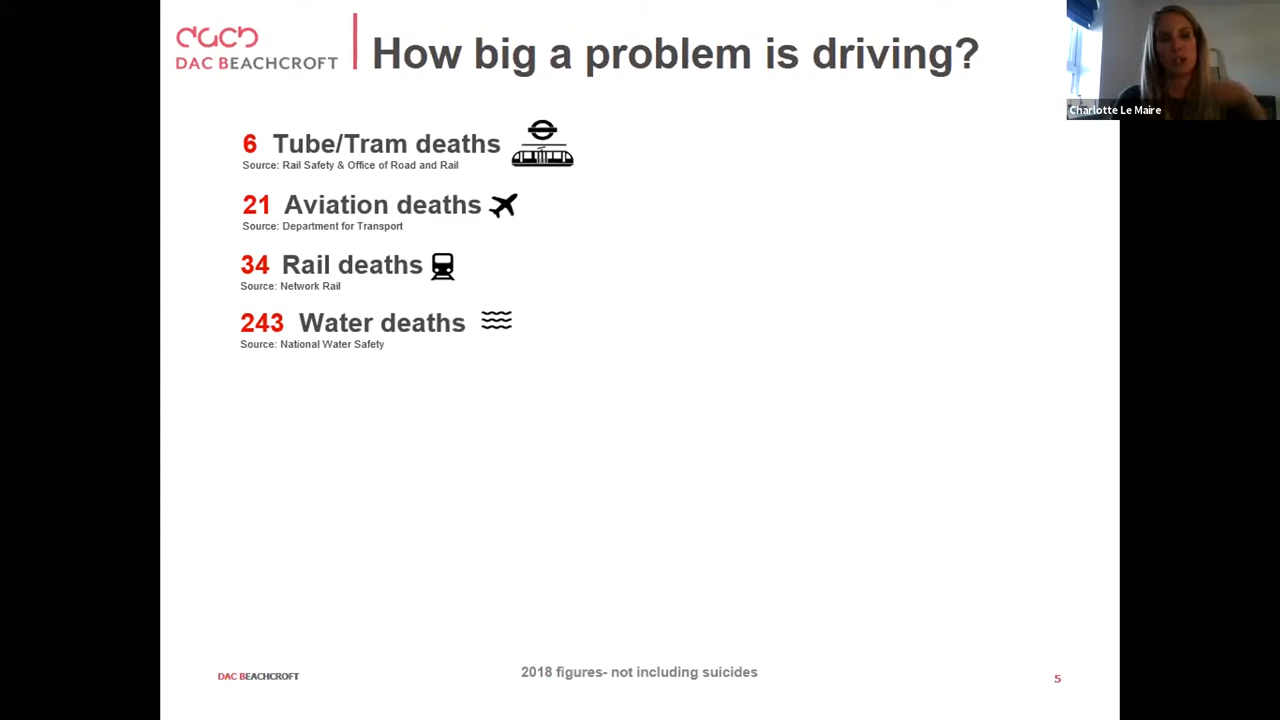 DAC BEACHCROFT
How big a problem is driving?
Charlotte Le Maire
6 Tube/Tram deaths
Source: Rail Safety & Office of Road and Rail
21 Aviation deaths
Source: Department for Transport
34 Rail deaths
Source: Network Rail
243 Water deaths
Source: National Water Safety
DAC BEACHCROFT
2018 figures- not including suicides
5